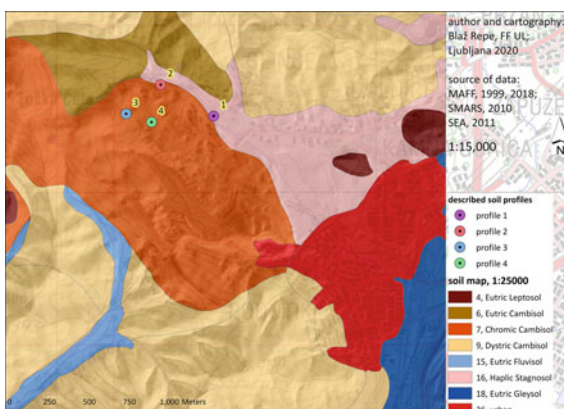 author and cartography:
Blaž Repe, FF UL;
Ljubljana 2020
source of data:
MAFF, 1999, 2018;
SMARS, 2010
SEA, 2011
1:15,000
N
described soil profiles
profile 1
profile 2
profile 3
profile 4
soil map, 1:25000
4, Eutric Leptosol
6, Eutric Cambisol
7, Chromic Cambisol
9, Dystric Cambisol
15, Eutric Fluvisol
16, Haplic Stagnosol
18, Eutric Gleysol
2
3
4
1
0 250 500 750 1,000 Meters